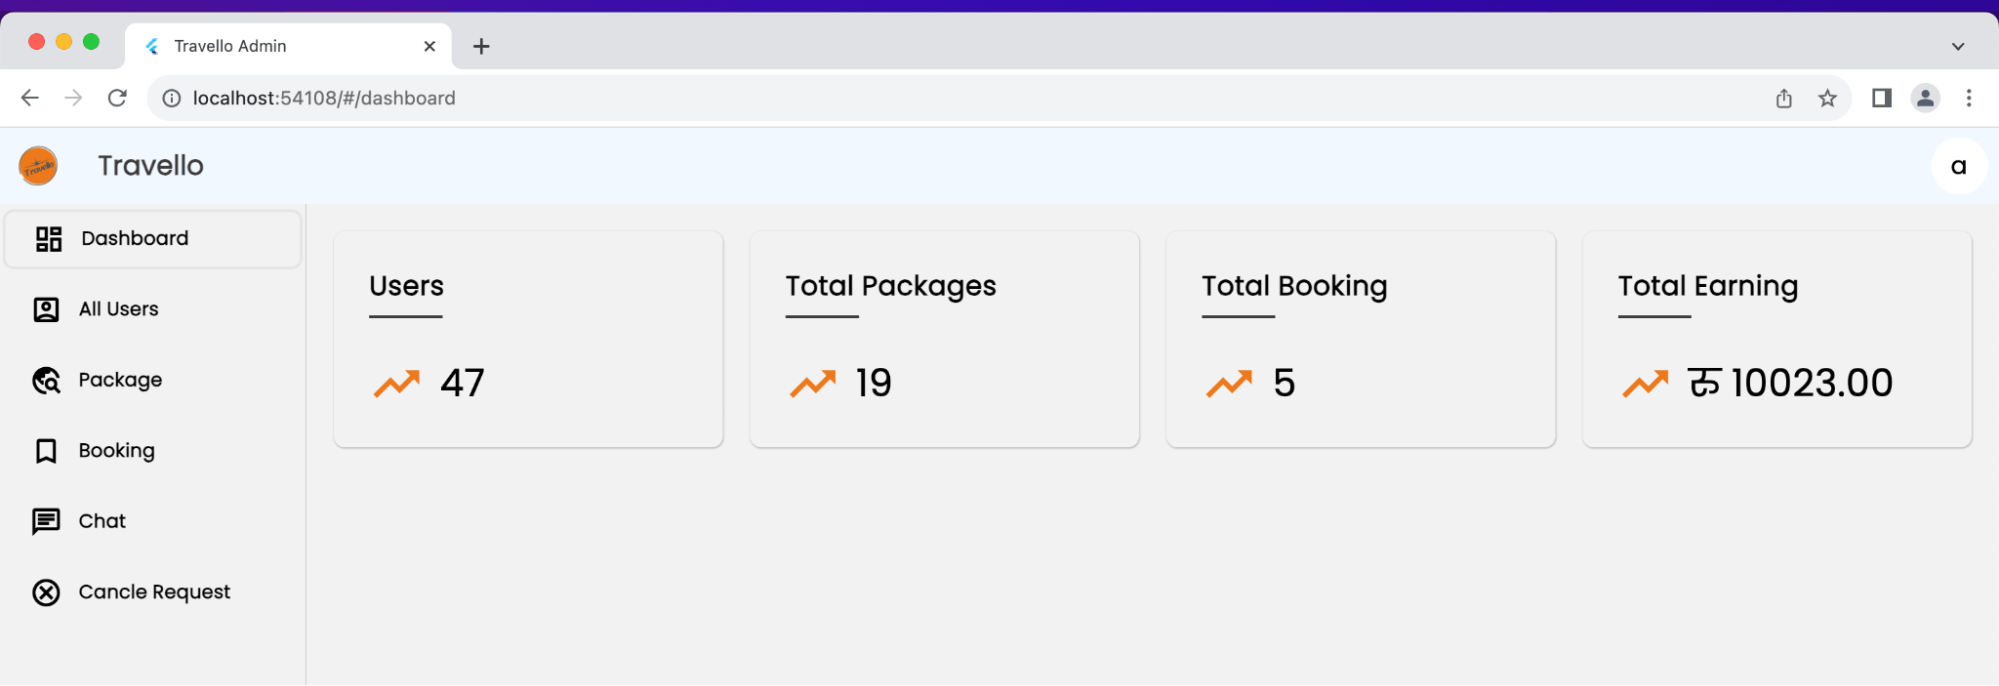 Travello Admin
localhost:54108/#/dashboard
Travello
Travello
a
Dashboard
All Users
Package
Booking
Chat
Cancle Request
Users
47
Total Packages
19
Total Booking
5
Total Earning
रु 10023.00